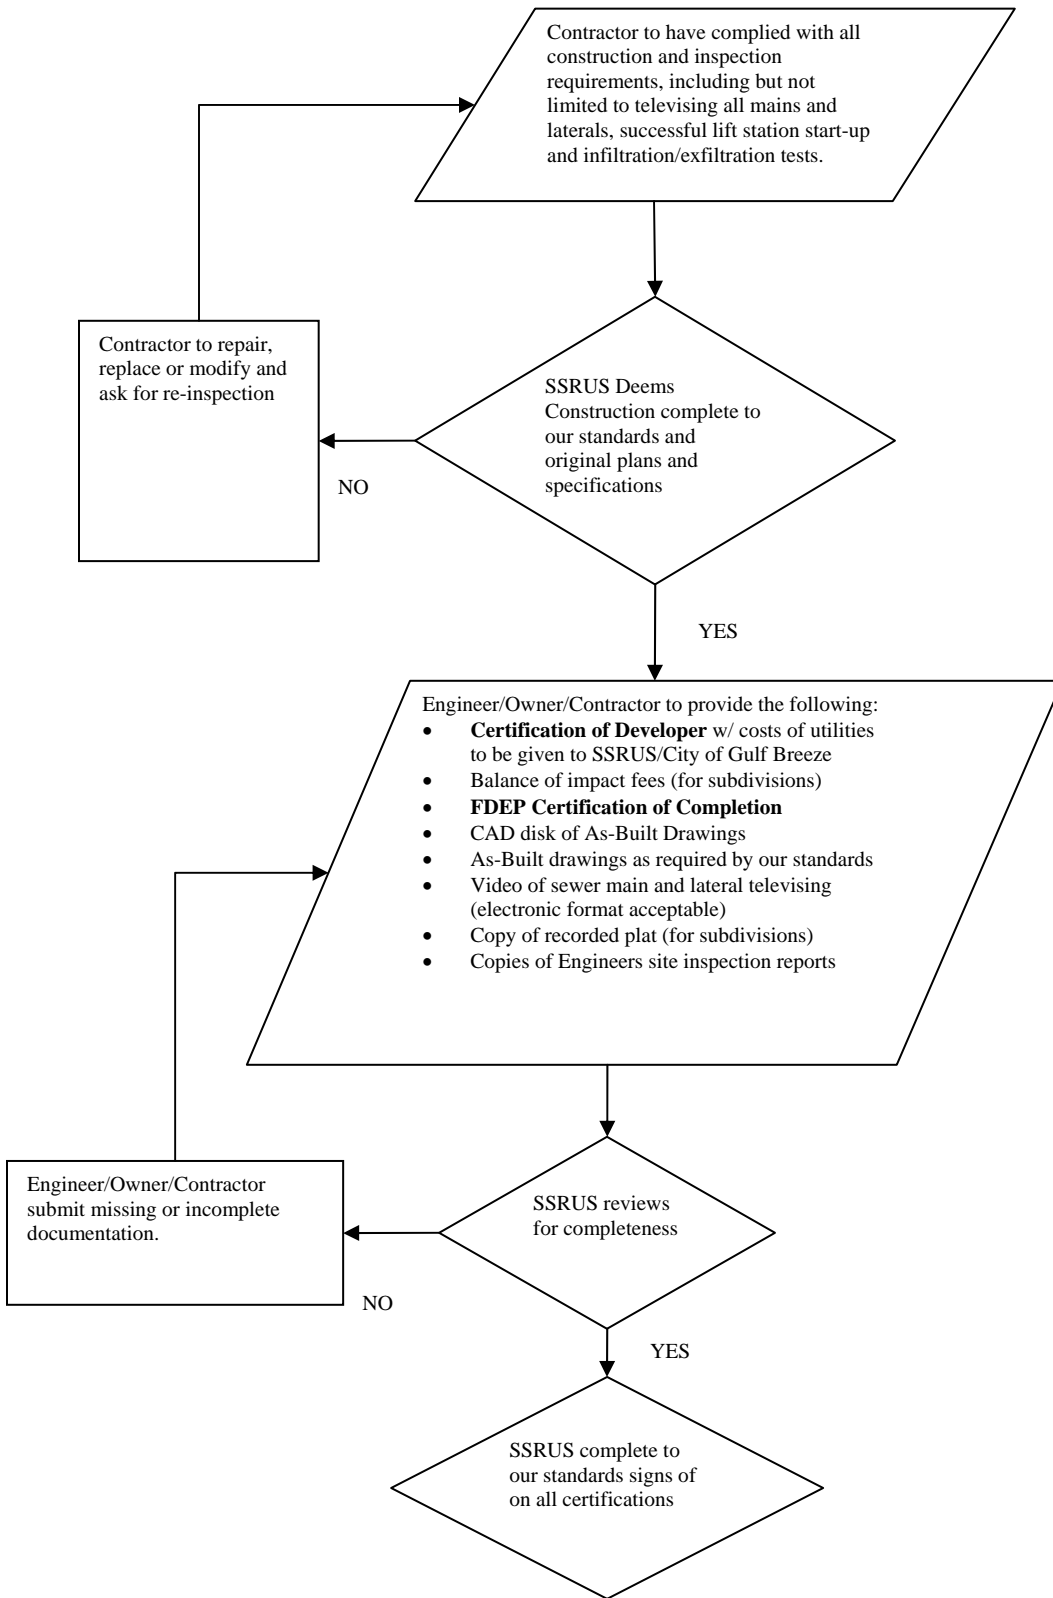 Contractor to have complied with all
construction and inspection
requirements, including but not
limited to televising all mains and
laterals, successful lift station start-up
and infiltration/exfiltration tests.
Contractor to repair,
replace or modify and
ask for re-inspection
SSRUS Deems
Construction complete to
our standards and
original plans and
specifications
NO
YES
Engineer/Owner/Contractor to provide the following:
• Certification of Developer w/ costs of utilities
to be given to SSRUS/City of Gulf Breeze
• Balance of impact fees (for subdivisions)
• FDEP Certification of Completion
• CAD disk of As-Built Drawings
• As-Built drawings as required by our standards
• Video of sewer main and lateral televising
(electronic format acceptable)
• Copy of recorded plat (for subdivisions)
• Copies of Engineers site inspection reports
Engineer/Owner/Contractor
submit missing or incomplete
documentation.
SSRUS reviews
for completeness
NO
YES
SSRUS complete to
our standards signs of
on all certifications